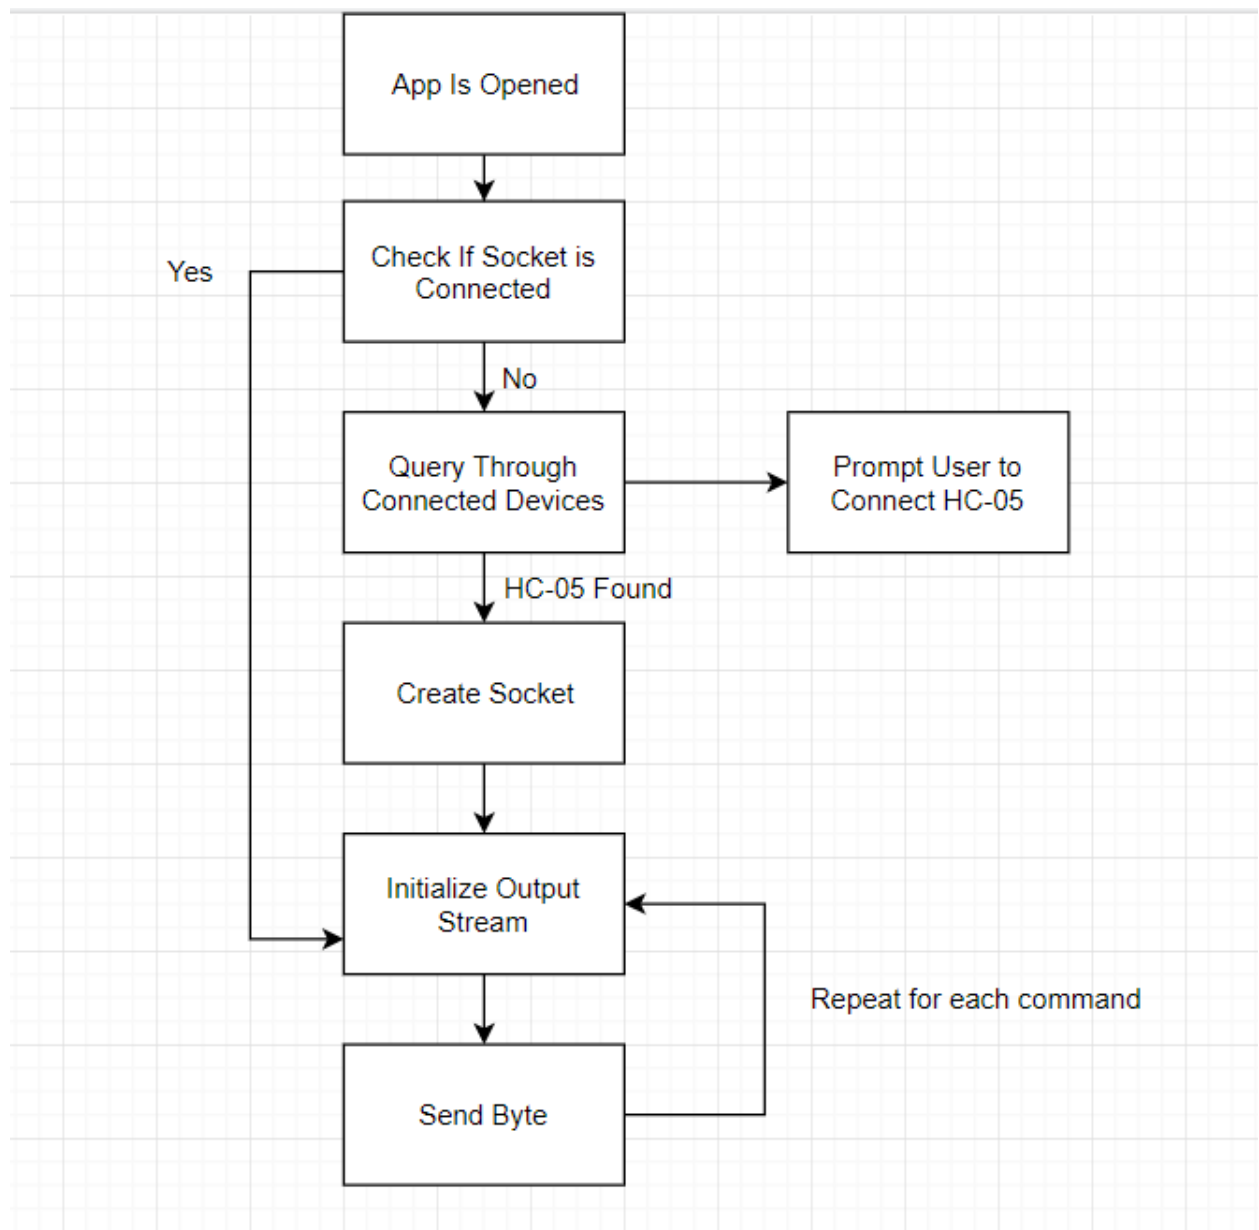 App Is Opened
Check If Socket is
Connected
Yes
No
Query Through
Connected Devices
Prompt User to
Connect HC-05
HC-05 Found
Create Socket
Initialize Output
Stream
Repeat for each command
Send Byte